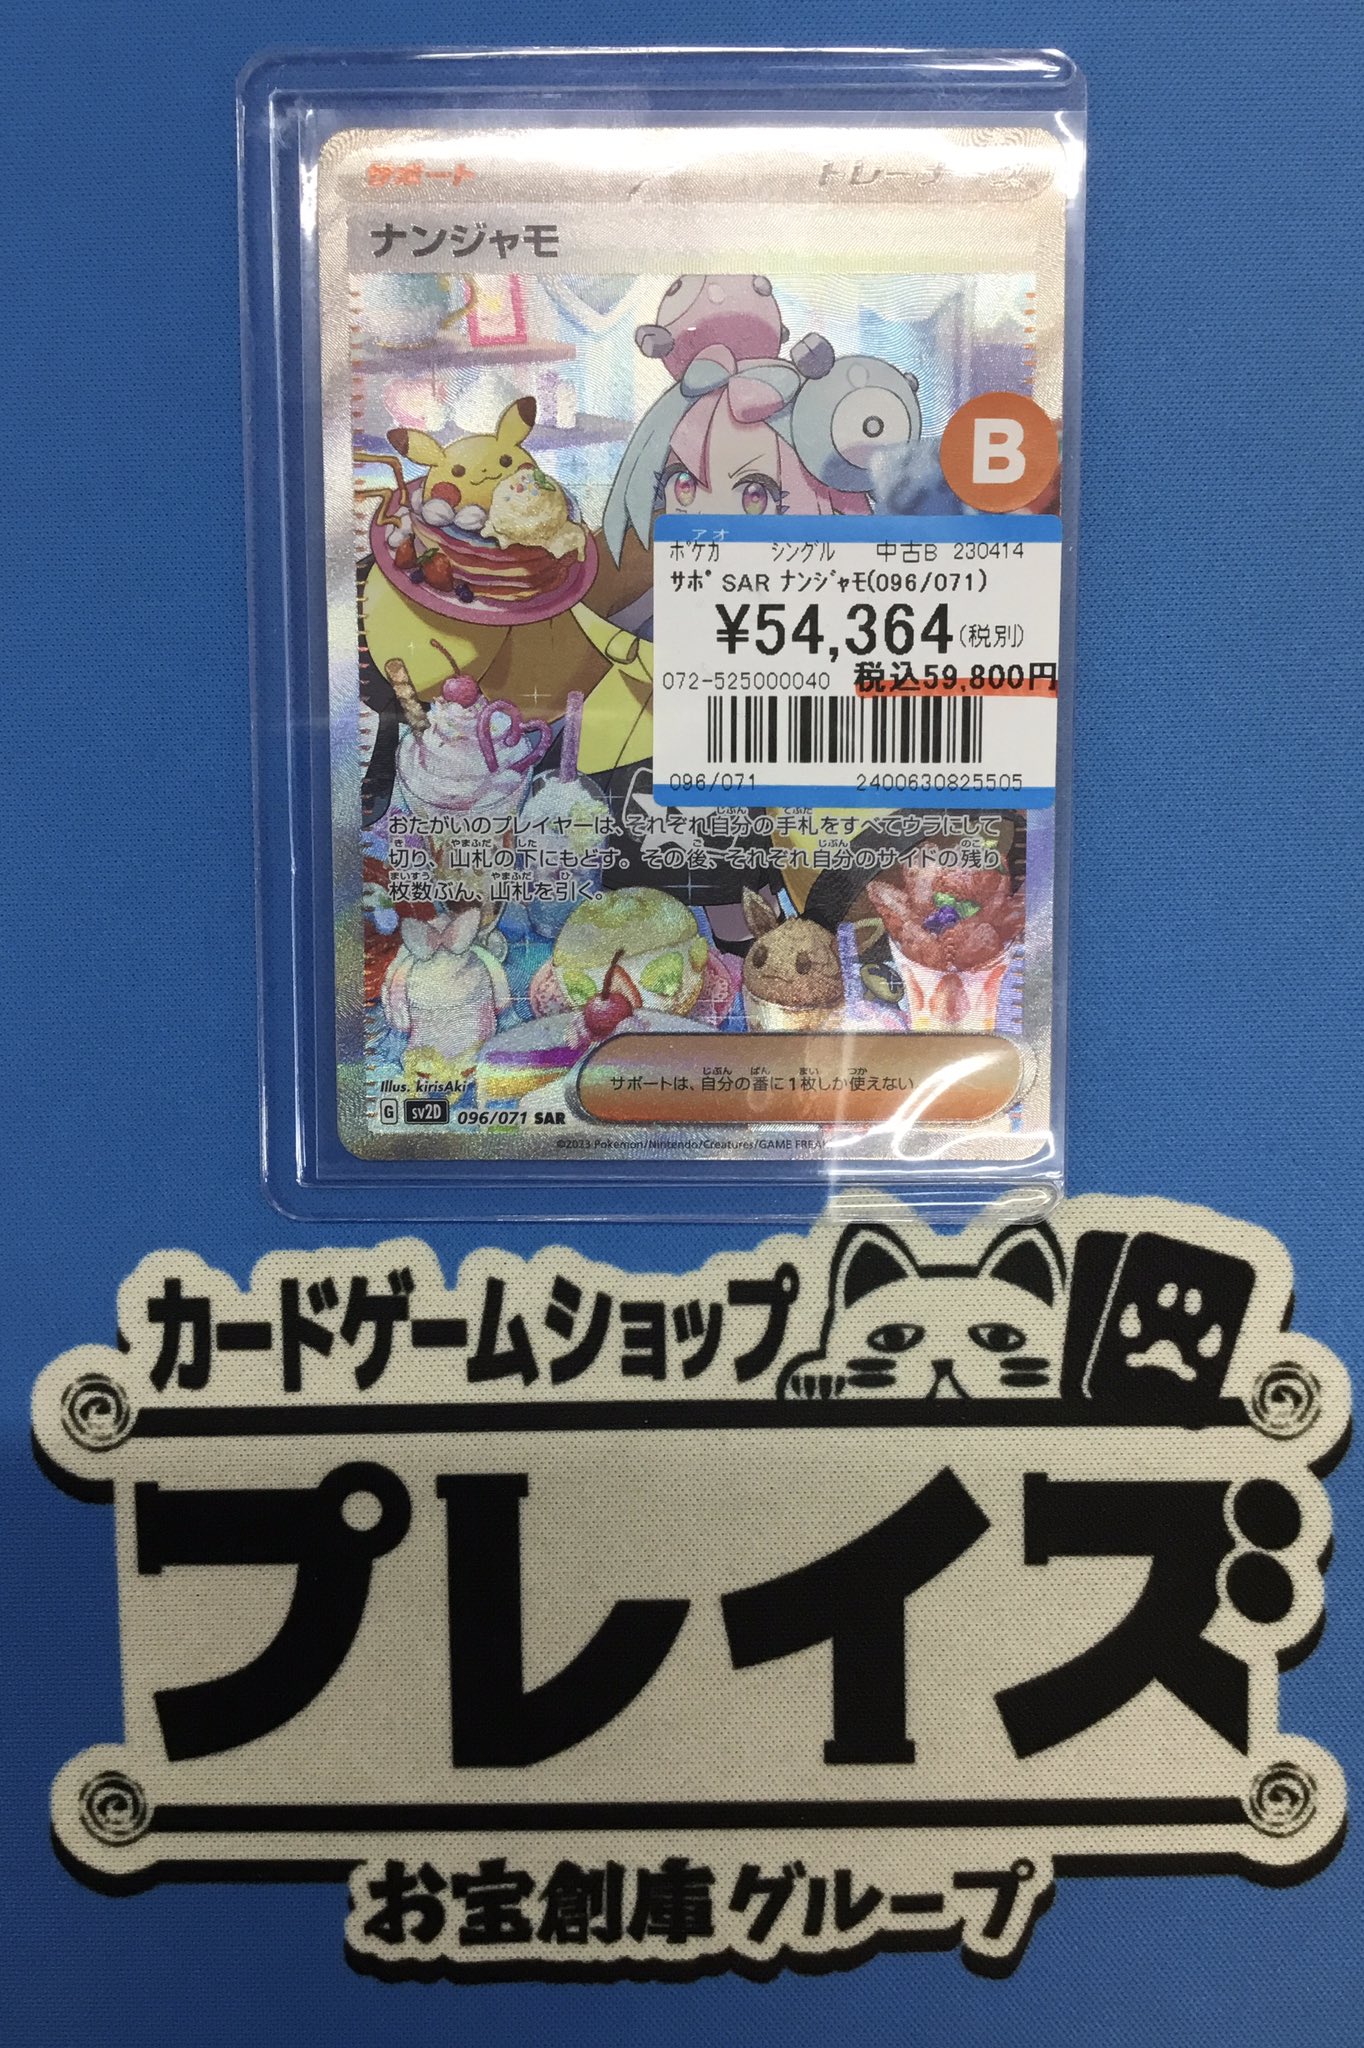 サポート
トレーナーズ
ナンジャモ
B
アオ
ポケカ シングル 中古B 230414
サポ SAR ナンジャモ(096/071)
¥54,364(税別)
072-525000040 税込59,800円
096/071 2400630825505
おたがいのプレイヤーは、それぞれ自分の手札をすべてウラにして
切り、山札の下にもどす。その後、それぞれ自分のサイドの残り
枚数ぶん、山札を引く。
Illus. kirisAki
サポートは、自分の番に1枚しか使えない。
G sv2D 096/071 SAR
©2023 Pokémon/Nintendo/Creatures/GAME FREAK
カードゲームショップ
プレイズ
お宝創庫グループ